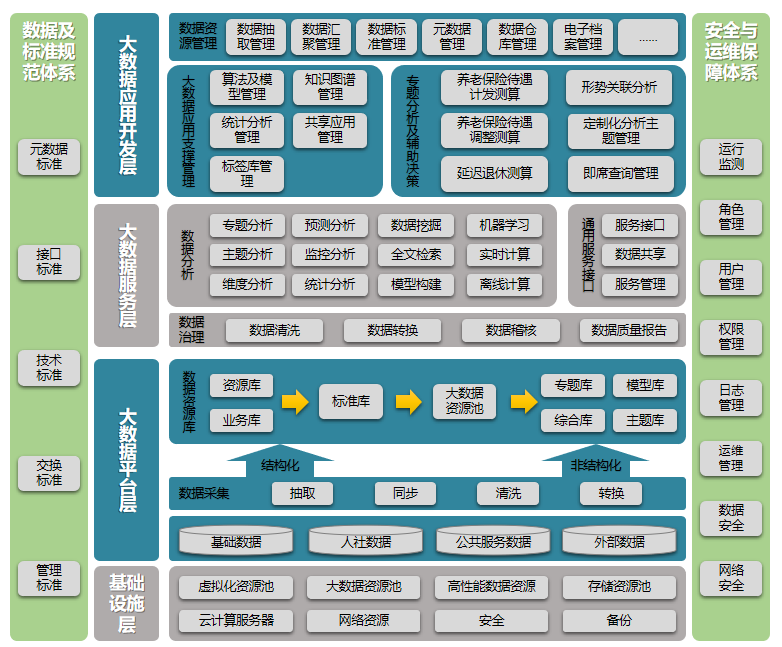 数据及
标准规
范体系
元数据
标准
接口
标准
技术
标准
交换
标准
管理
标准
大数据应用开发层
数据资
源管理
数据抽
取管理
数据汇
聚管理
数据标
准管理
元数据
管理
数据仓
库管理
电子档
案管理
......
大数据应用支撑管理
算法及模
型管理
知识图谱
管理
统计分析
管理
共享应用
管理
标签库管
理
专题分析及辅助决策
养老保险待遇
计发测算
形势关联分析
养老保险待遇
调整测算
定制化分析主
题管理
延迟退休测算
即席查询管理
大数据服务层
数据分析
专题分析
预测分析
数据挖掘
机器学习
主题分析
监控分析
全文检索
实时计算
维度分析
统计分析
模型构建
离线计算
通用服务接口
服务接口
数据共享
服务管理
数据
治理
数据清洗
数据转换
数据稽核
数据质量报告
大数据平台层
数据资源库
资源库
业务库
标准库
大数据
资源池
专题库
模型库
综合库
主题库
结构化
非结构化
数据采集
抽取
同步
清洗
转换
基础数据
人社数据
公共服务数据
外部数据
基础
设施
层
虚拟化资源池
大数据资源池
高性能数据资源
存储资源池
云计算服务器
网络资源
安全
备份
安全与
运维保
障体系
运行
监测
角色
管理
用户
管理
权限
管理
日志
管理
运维
管理
数据
安全
网络
安全